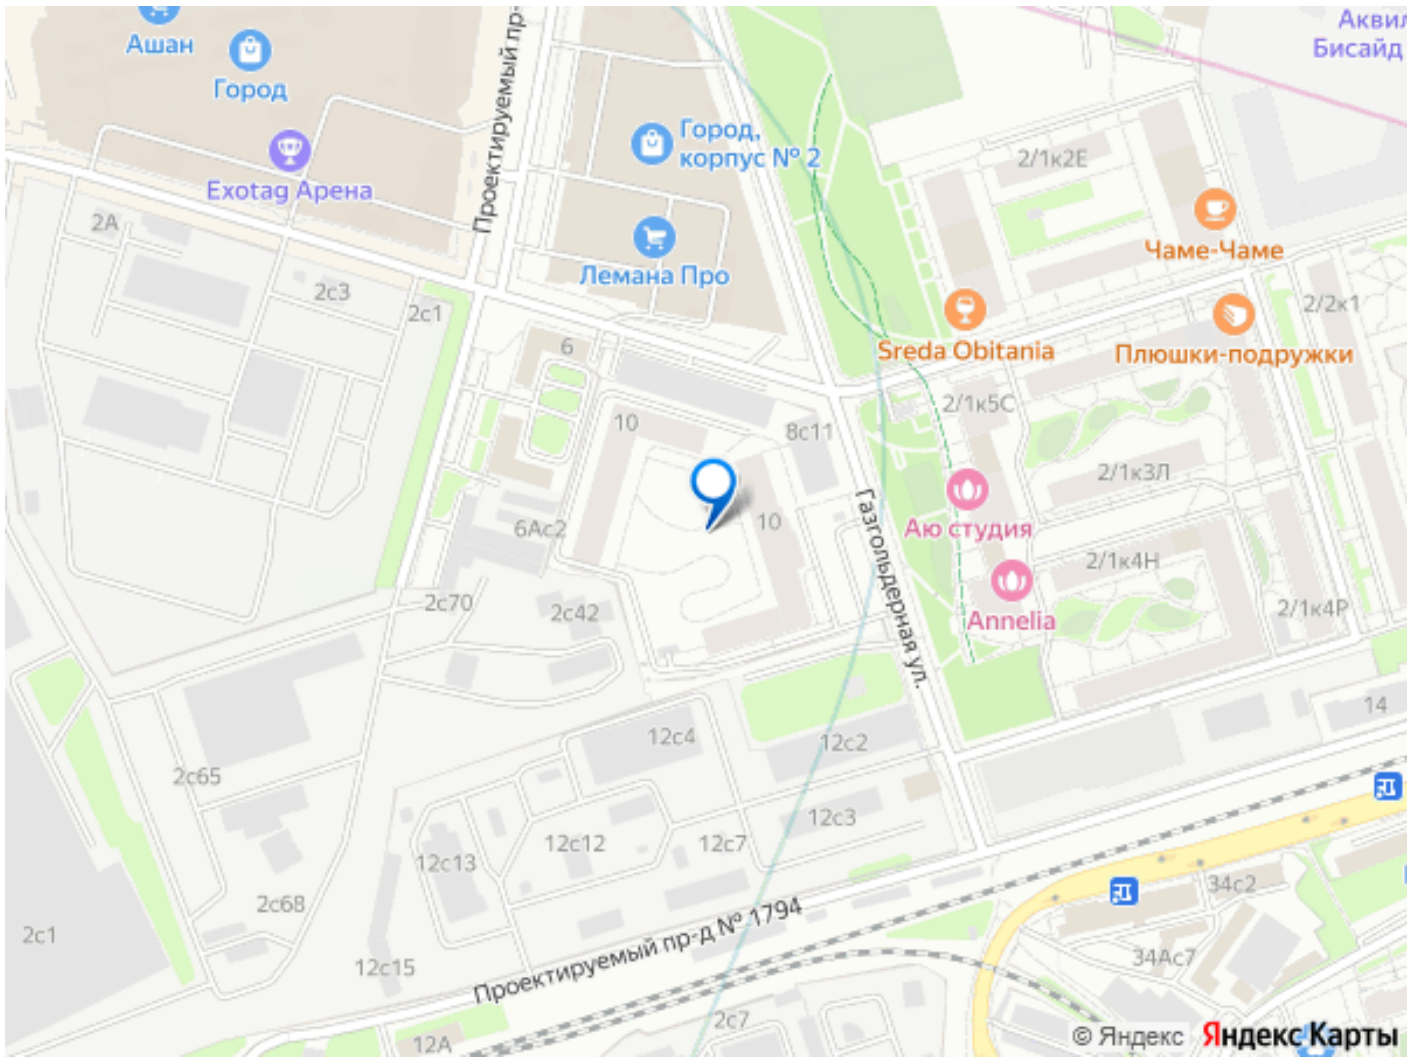 Ашан
Город
Exotag Арена
Проектируемый пр-
Город,
корпус № 2
Лемана Про
Аквил
Бисайд
2/1к2Е
Чаме-Чаме
Sreda Obitania
Плюшки-подружки
2/2к1
2А
2с3
2с1
6
10
8с11
2/1к5С
2/1к3Л
Аю студия
2/1к4Н
Annelia
2/1к4Р
Газгольдерная ул.
10
6Ас2
2с70
2с42
12с4
12с2
14
2с65
12с3
12с13
12с12
12с7
34с2
2с68
2с1
12с15
Проектируемый пр-д № 1794
34Ас7
2с7
12А
© Яндекс Яндекс Карты